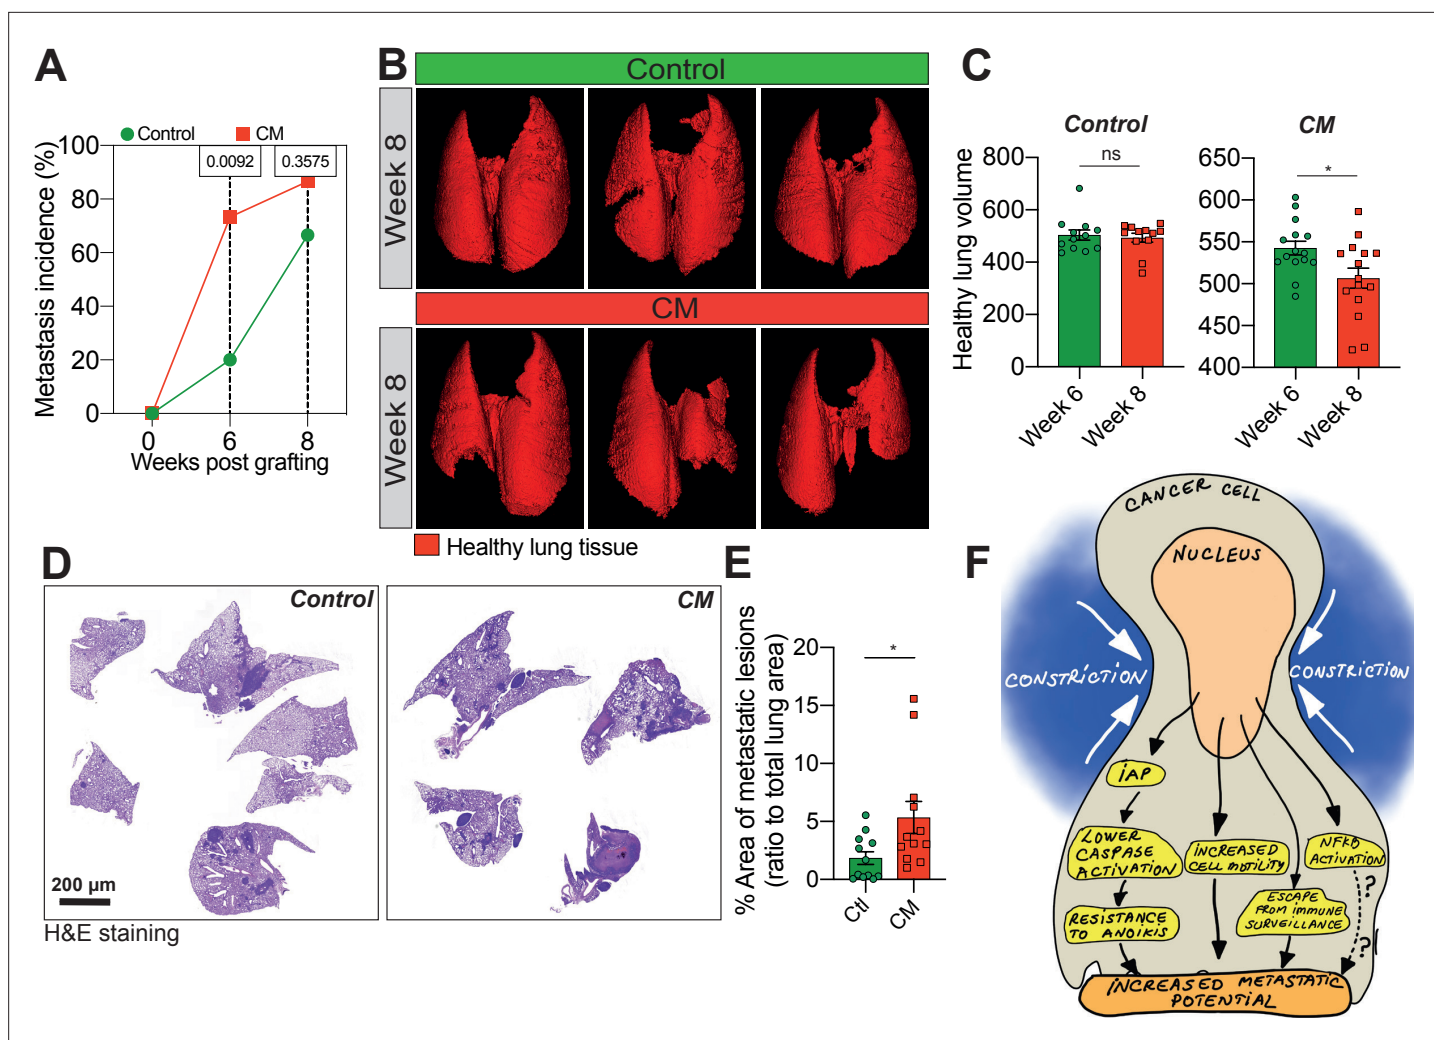 A
Control
CM
Metastasis incidence (%)
100
80
60
40
20
0
0.0092
0.3575
0
6
8
Weeks post grafting
B
Control
Week 8
CM
Week 8
Healthy lung tissue
C
Control
CM
Healthy lung volume
800
600
400
200
0
ns
Week 6
Week 8
650
600
550
500
450
400
*
Week 6
Week 8
D
Control
CM
200 µm
H&E staining
E
% Area of metastatic lesions
(ratio to total lung area)
20
15
10
5
0
*
Ctl
CM
F
CANCER CELL
NUCLEUS
CONSTRICTION
CONSTRICTION
iAP
LOWER
CASPASE
ACTIVATION
RESISTANCE
TO ANOIKIS
INCREASED
CELL MOTILITY
ESCAPE
FROM IMMUNE
SURVEILLANCE
NFKB
ACTIVATION
?
?
INCREASED METASTATIC
POTENTIAL